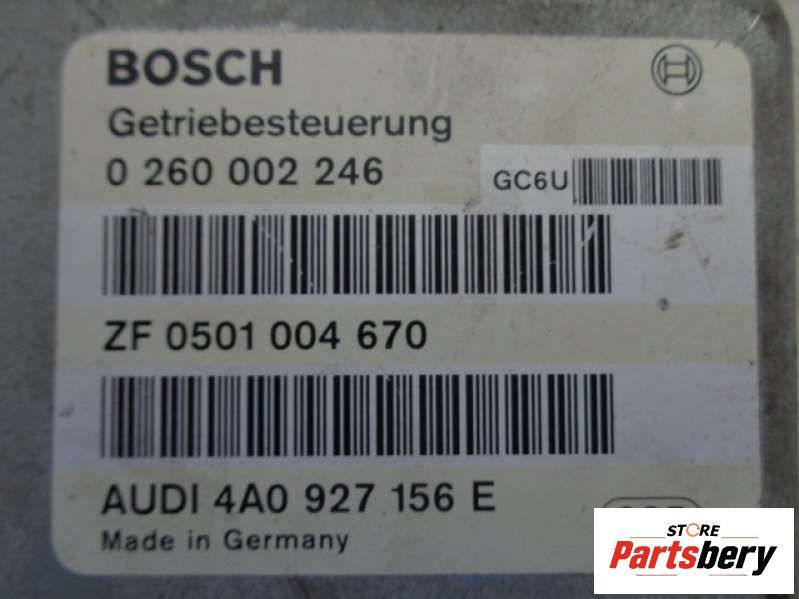 BOSCH
Getriebesteuerung
0 260 002 246
GC6U
ZF 0501 004 670
AUDI 4A0 927 156 E
Made in Germany
STORE
Partsbery